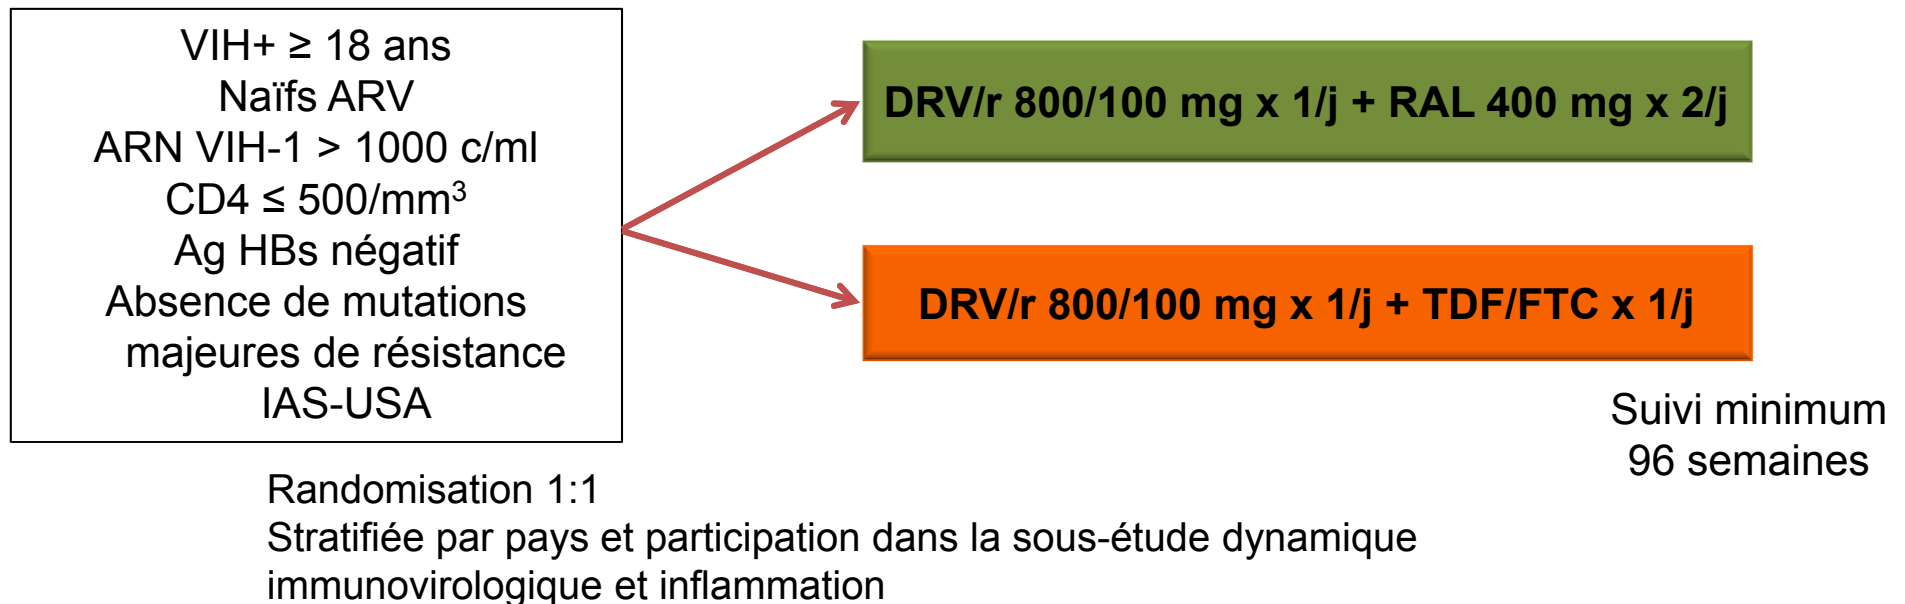 VIH+ ≥ 18 ans
Naïfs ARV
ARN VIH-1 > 1000 c/ml
CD4 ≤ 500/mm³
Ag HBs négatif
Absence de mutations
majeures de résistance
IAS-USA
DRV/r 800/100 mg x 1/j + RAL 400 mg x 2/j
DRV/r 800/100 mg x 1/j + TDF/FTC x 1/j
Suivi minimum
96 semaines
Randomisation 1:1
Stratifiée par pays et participation dans la sous-étude dynamique
immunovirologique et inflammation